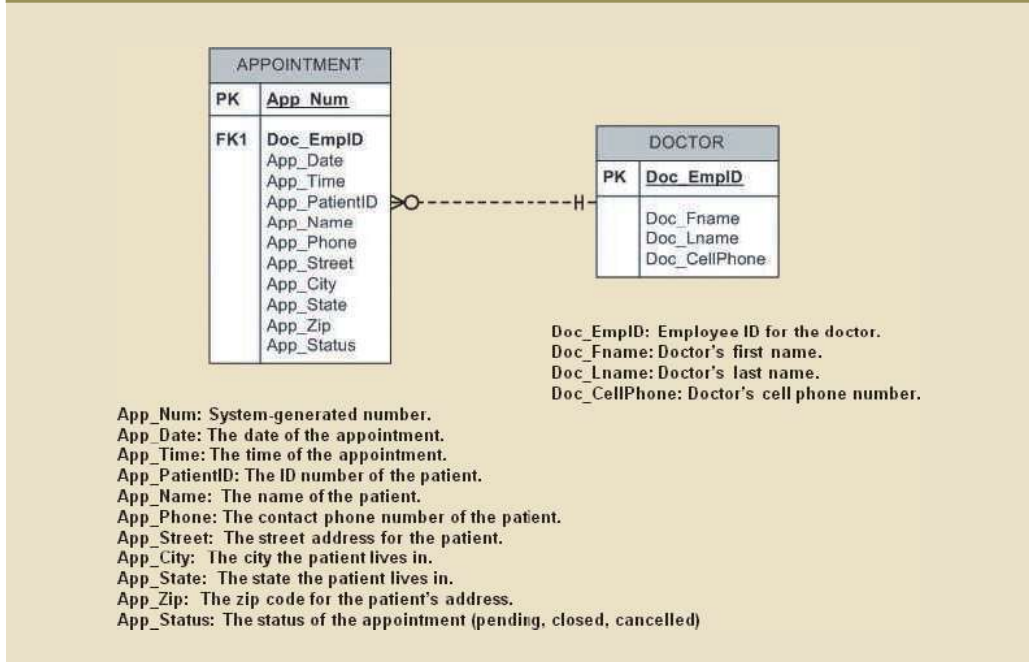 APPOINTMENT
PK App_Num
FK1 Doc_EmpID
App_Date
App_Time
App_PatientID
App_Name
App_Phone
App_Street
App_City
App_State
App_Zip
App_Status
DOCTOR
PK Doc_EmpID
Doc_Fname
Doc_Lname
Doc_CellPhone
Doc_EmpID: Employee ID for the doctor.
Doc_Fname: Doctor's first name.
Doc_Lname: Doctor's last name.
Doc_CellPhone: Doctor's cell phone number.
App_Num: System-generated number.
App_Date: The date of the appointment.
App_Time: The time of the appointment.
App_PatientID: The ID number of the patient.
App_Name: The name of the patient.
App_Phone: The contact phone number of the patient.
App_Street: The street address for the patient.
App_City: The city the patient lives in.
App_State: The state the patient lives in.
App_Zip: The zip code for the patient's address.
App_Status: The status of the appointment (pending, closed, cancelled)